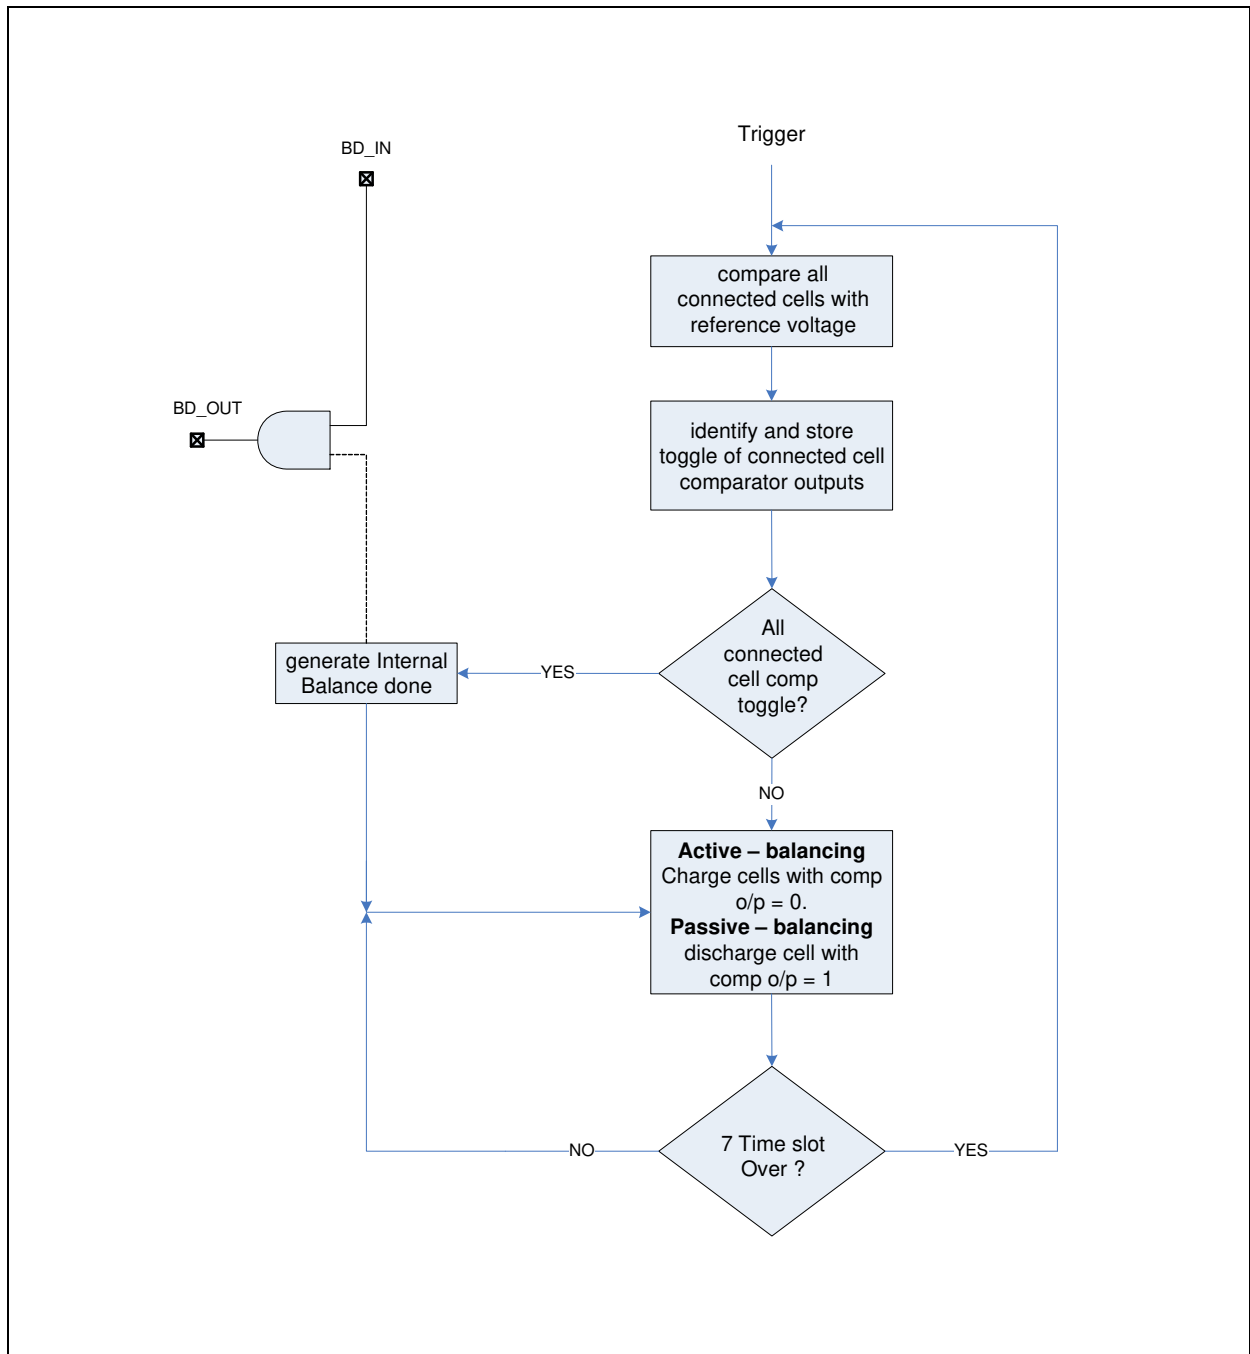 Trigger
BD_IN
compare all
connected cells with
reference voltage
BD_OUT
identify and store
toggle of connected cell
comparator outputs
All
connected
cell comp
toggle?
YES
generate Internal
Balance done
NO
Active – balancing
Charge cells with comp
o/p = 0.
Passive – balancing
discharge cell with
comp o/p = 1
7 Time slot
Over ?
NO
YES